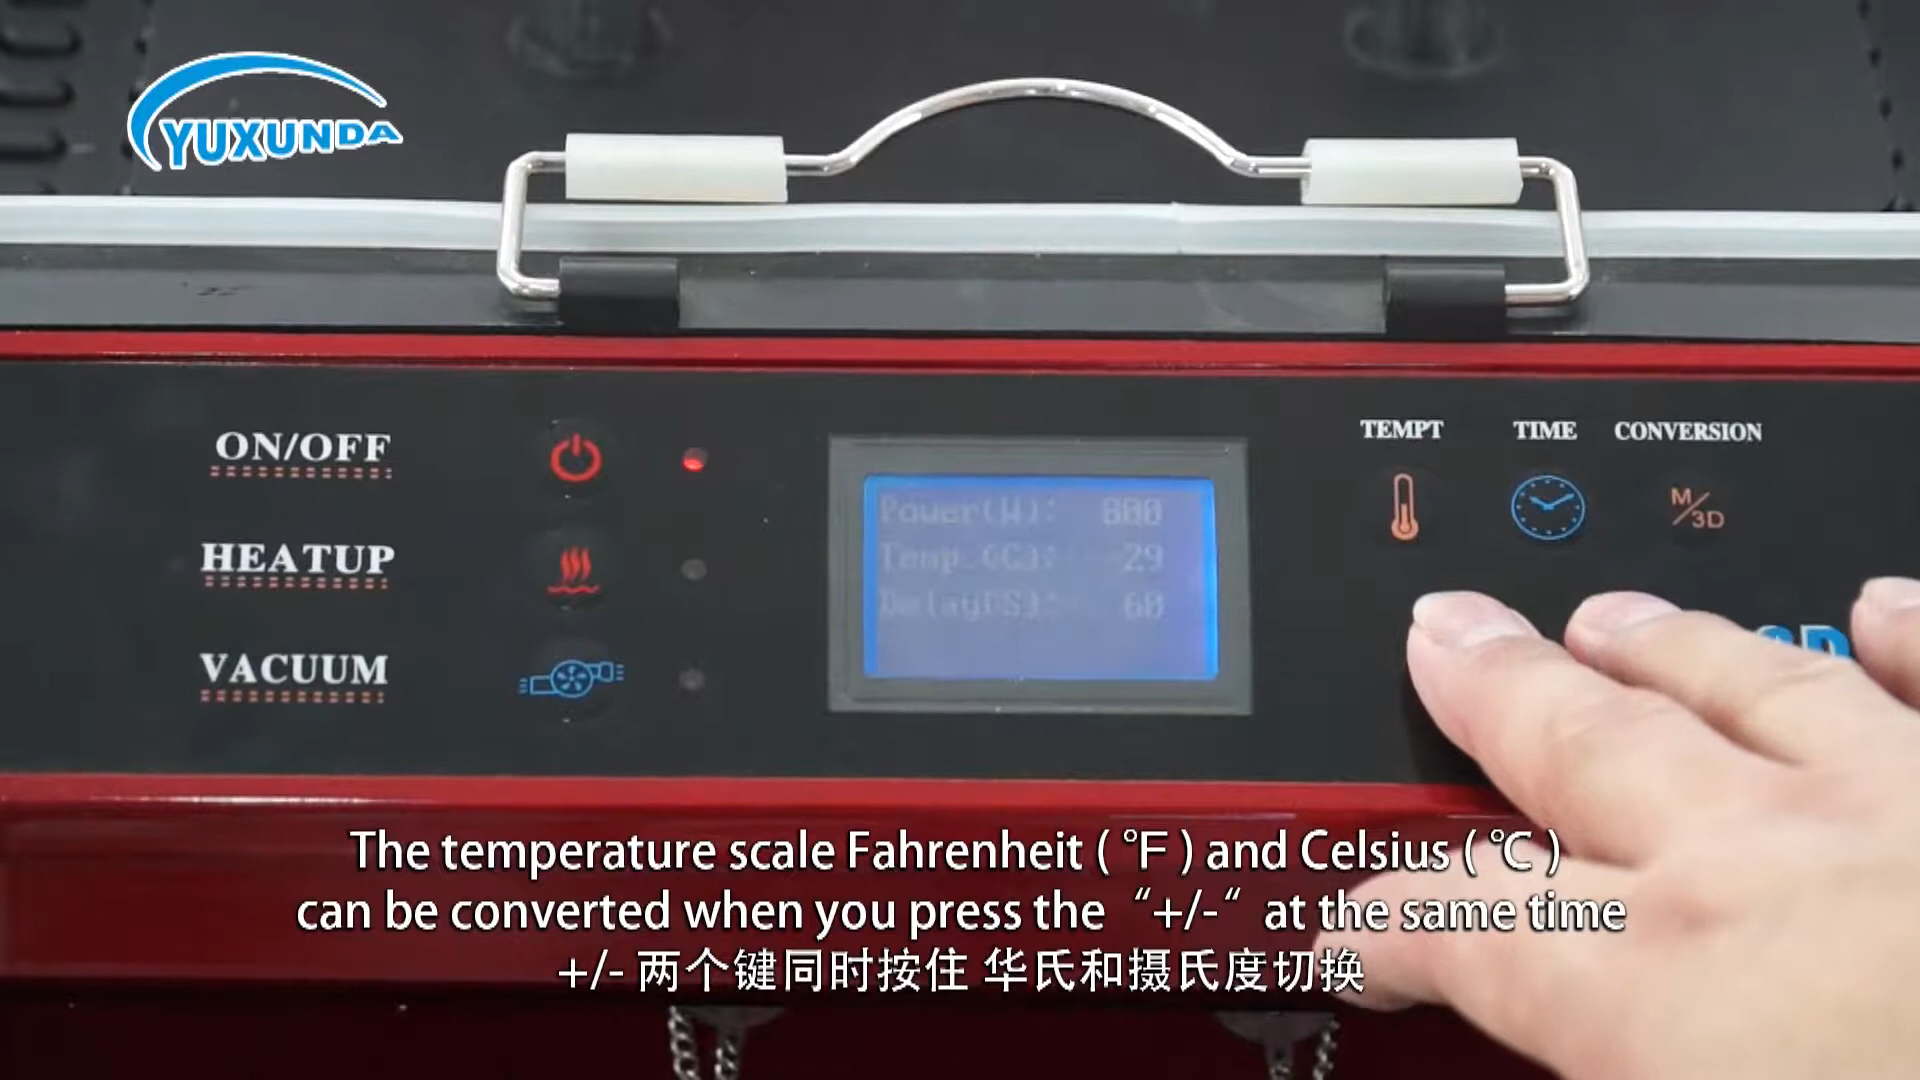 YUXUNDA
ON/OFF
HEATUP
VACUUM
Power(W): 800
Temp.(C): 29
Delay(S): 60
TEMPT TIME CONVERSION
M/3D
3D
The temperature scale Fahrenheit ( ℉ ) and Celsius ( ℃ )
can be converted when you press the “+/-“ at the same time
+/- 两个键同时按住 华氏和摄氏度切换